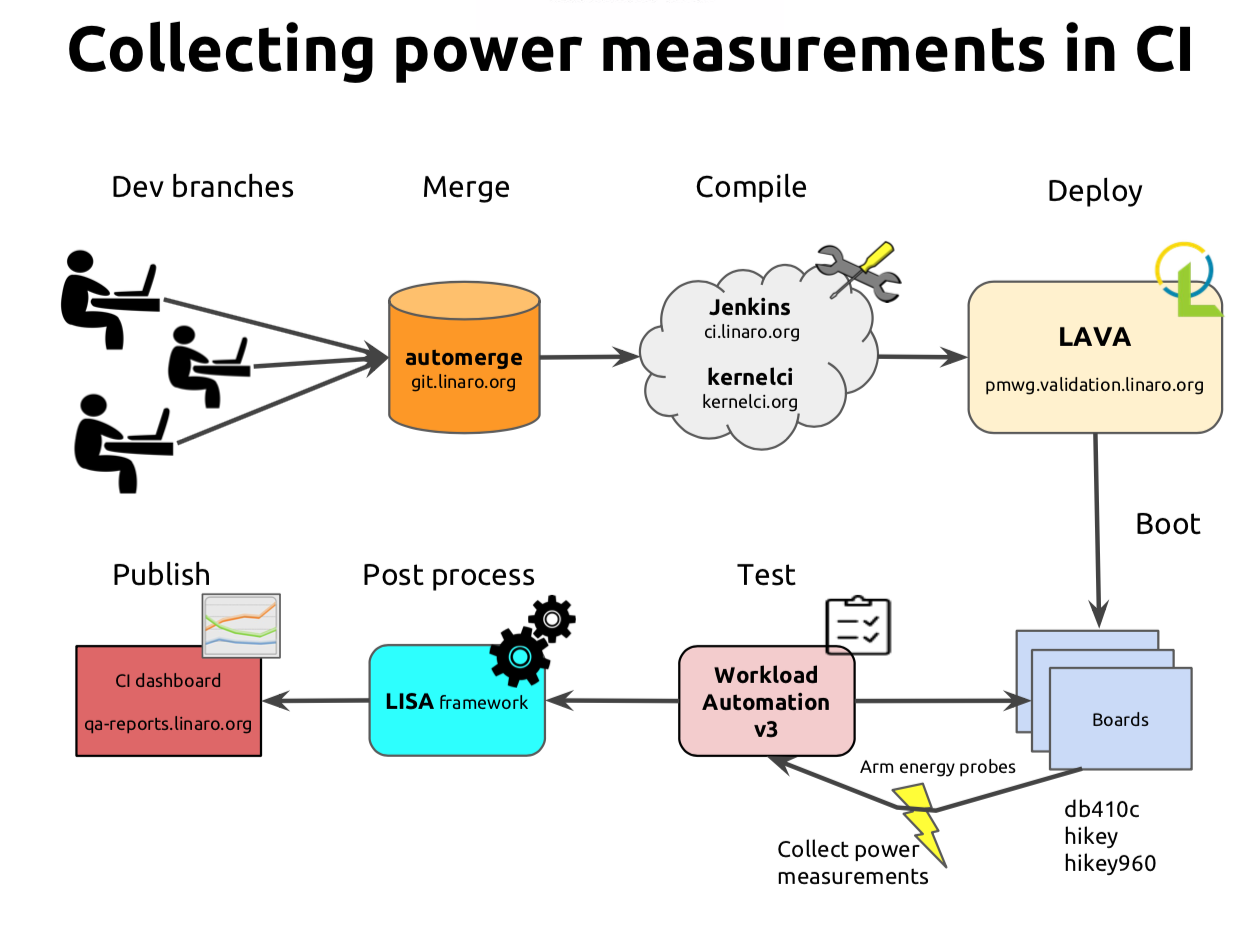 Collecting power measurements in CI
Dev branches
Merge
Compile
Deploy
automerge
git.linaro.org
Jenkins
ci.linaro.org
kernelci
kernelci.org
LAVA
pmwg.validation.linaro.org
Boot
Publish
Post process
Test
CI dashboard
qa-reports.linaro.org
LISA framework
Workload
Automation
v3
Boards
Arm energy probes
Collect power
measurements
db410c
hikey
hikey960